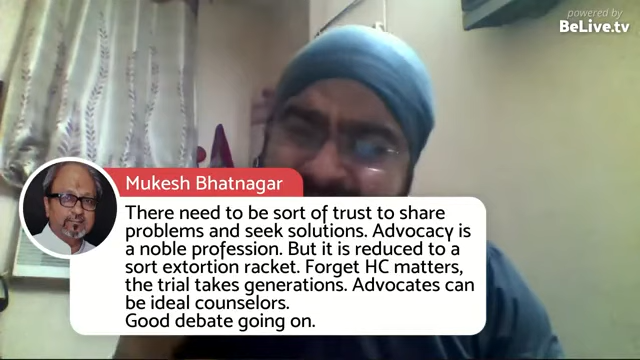 powered by
BeLive.tv
Mukesh Bhatnagar
There need to be sort of trust to share
problems and seek solutions. Advocacy is
a noble profession. But it is reduced to a
sort extortion racket. Forget HC matters,
the trial takes generations. Advocates can
be ideal counselors.
Good debate going on.